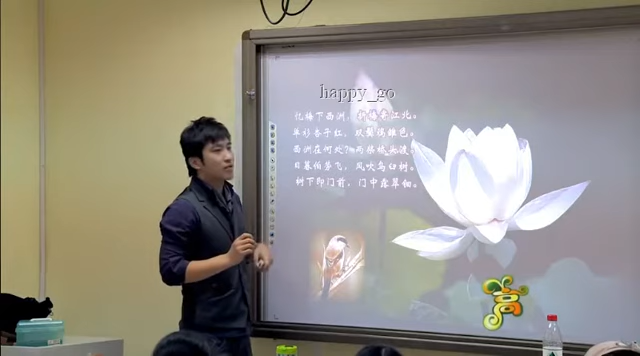 happy_go
忆梅下西洲，折梅寄江北。
单衫杏子红，双鬓鸦雏色。
西洲在何处？两桨桥头渡。
日暮伯劳飞，风吹乌臼树。
树下即门前，门中露翠钿。